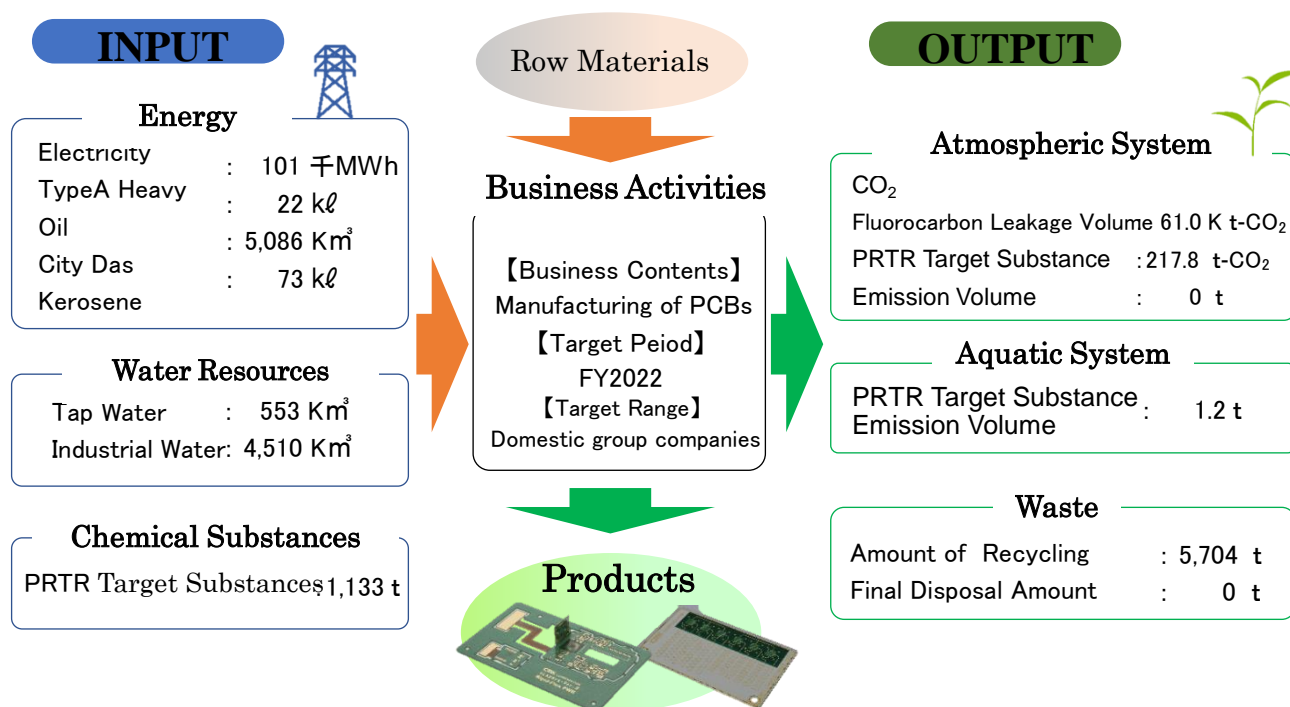 INPUT
Energy
Electricity : 101 千MWh
TypeA Heavy : 22 kℓ
Oil : 5,086 Km³
City Das : 73 kℓ
Kerosene
Water Resources
Tap Water : 553 Km³
Industrial Water: 4,510 Km³
Chemical Substances
PRTR Target Substances: 1,133 t
Row Materials
Business Activities
【Business Contents】
Manufacturing of PCBs
【Target Peiod】
FY2022
【Target Range】
Domestic group companies
Products
OUTPUT
Atmospheric System
CO₂
Fluorocarbon Leakage Volume 61.0 K t-CO₂
PRTR Target Substance : 217.8 t-CO₂
Emission Volume : 0 t
Aquatic System
PRTR Target Substance
Emission Volume : 1.2 t
Waste
Amount of Recycling : 5,704 t
Final Disposal Amount : 0 t